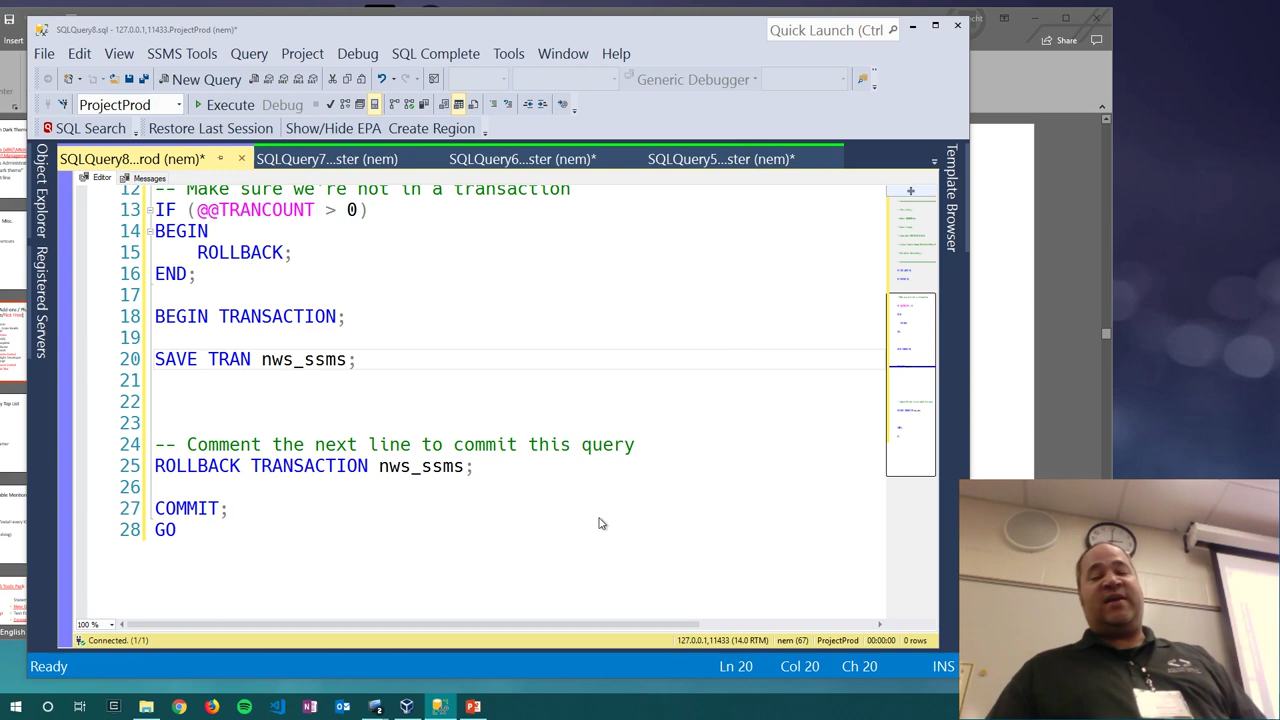 SQLQuery8.sql - 127.0.0.1,11433.ProjectProd (nem)*
Quick Launch (Ctrl
Insert
Share
File Edit View SSMS Tools Query Project Debug SQL Complete Tools Window Help
New Query
Generic Debugger
ProjectProd
Execute Debug
SQL Search Restore Last Session Show/Hide EPA Create Region
SQLQuery8...rod (nem)* SQLQuery7...ster (nem) SQLQuery6...ster (nem)* SQLQuery5...ster (nem)*
Editor Messages
Object Explorer
Registered Servers
Template Browser
12 -- Make sure we're not in a transaction
13 IF (@@TRANCOUNT > 0)
14 BEGIN
15 ROLLBACK;
16 END;
17
18 BEGIN TRANSACTION;
19
20 SAVE TRAN nws_ssms;
21
22
23
24 -- Comment the next line to commit this query
25 ROLLBACK TRANSACTION nws_ssms;
26
27 COMMIT;
28 GO
100 %
Connected. (1/1) 127.0.0.1,11433 (14.0 RTM) nem (67) ProjectProd 00:00:00 0 rows
Ready Ln 20 Col 20 Ch 20 INS
English